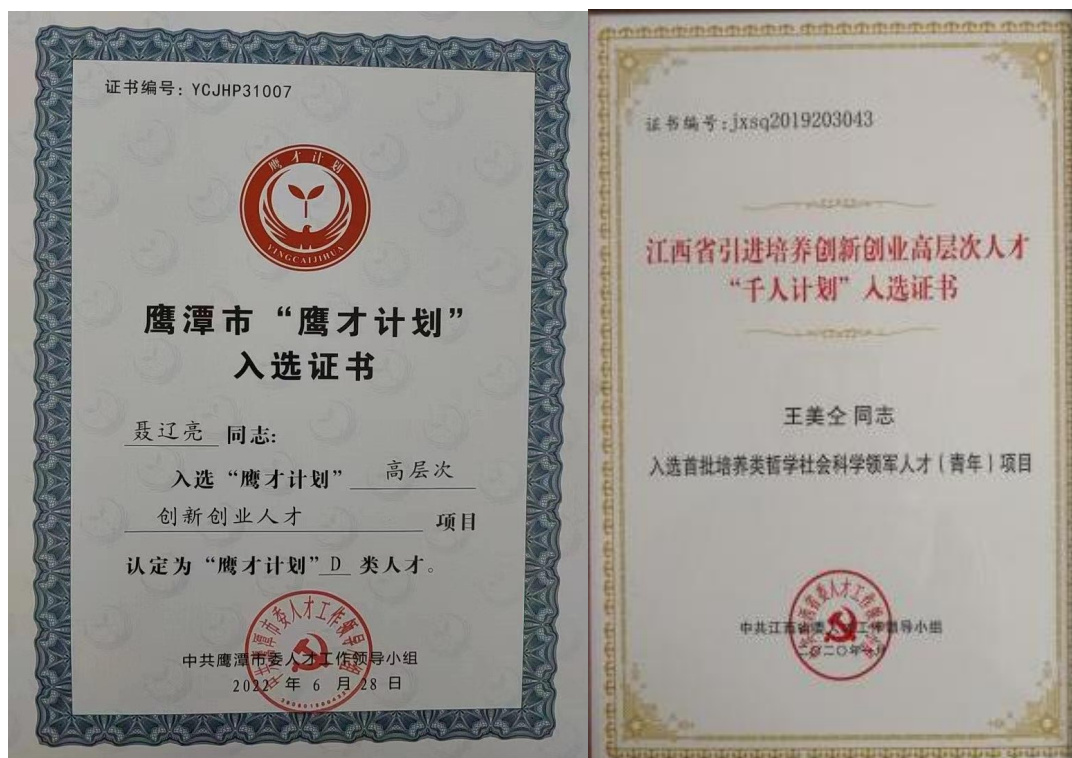 证书编号：YCJHP31007
鹰才计划
YINGCAIJIHUA
鹰潭市“鹰才计划”
入选证书
聂辽亮 同志:
入选“鹰才计划” 高层次
创新创业人才 项目
认定为“鹰才计划” D 类人才。
中共鹰潭市委人才工作领导小组
2022 年 6 月 28 日
证书编号:jxsq2019203043
江西省引进培养创新创业高层次人才
“千人计划”入选证书
王美仝 同志
入选首批培养类哲学社会科学领军人才（青年）项目
中共江西省委人才工作领导小组
二〇二〇年